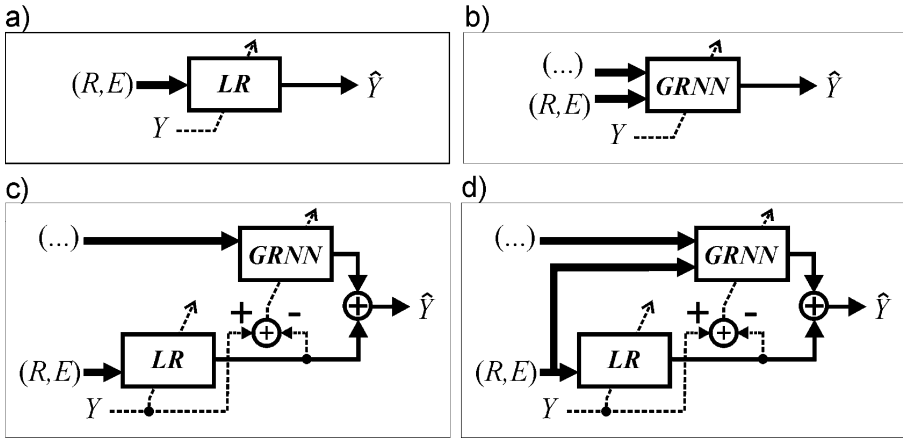 a)
(R,E) LR Ŷ
Y
b)
(...)
(R,E) GRNN Ŷ
Y
c)
(...) GRNN
+ - + + Ŷ
(R,E) LR
Y
d)
(...) GRNN
+ - + + Ŷ
(R,E) LR
Y